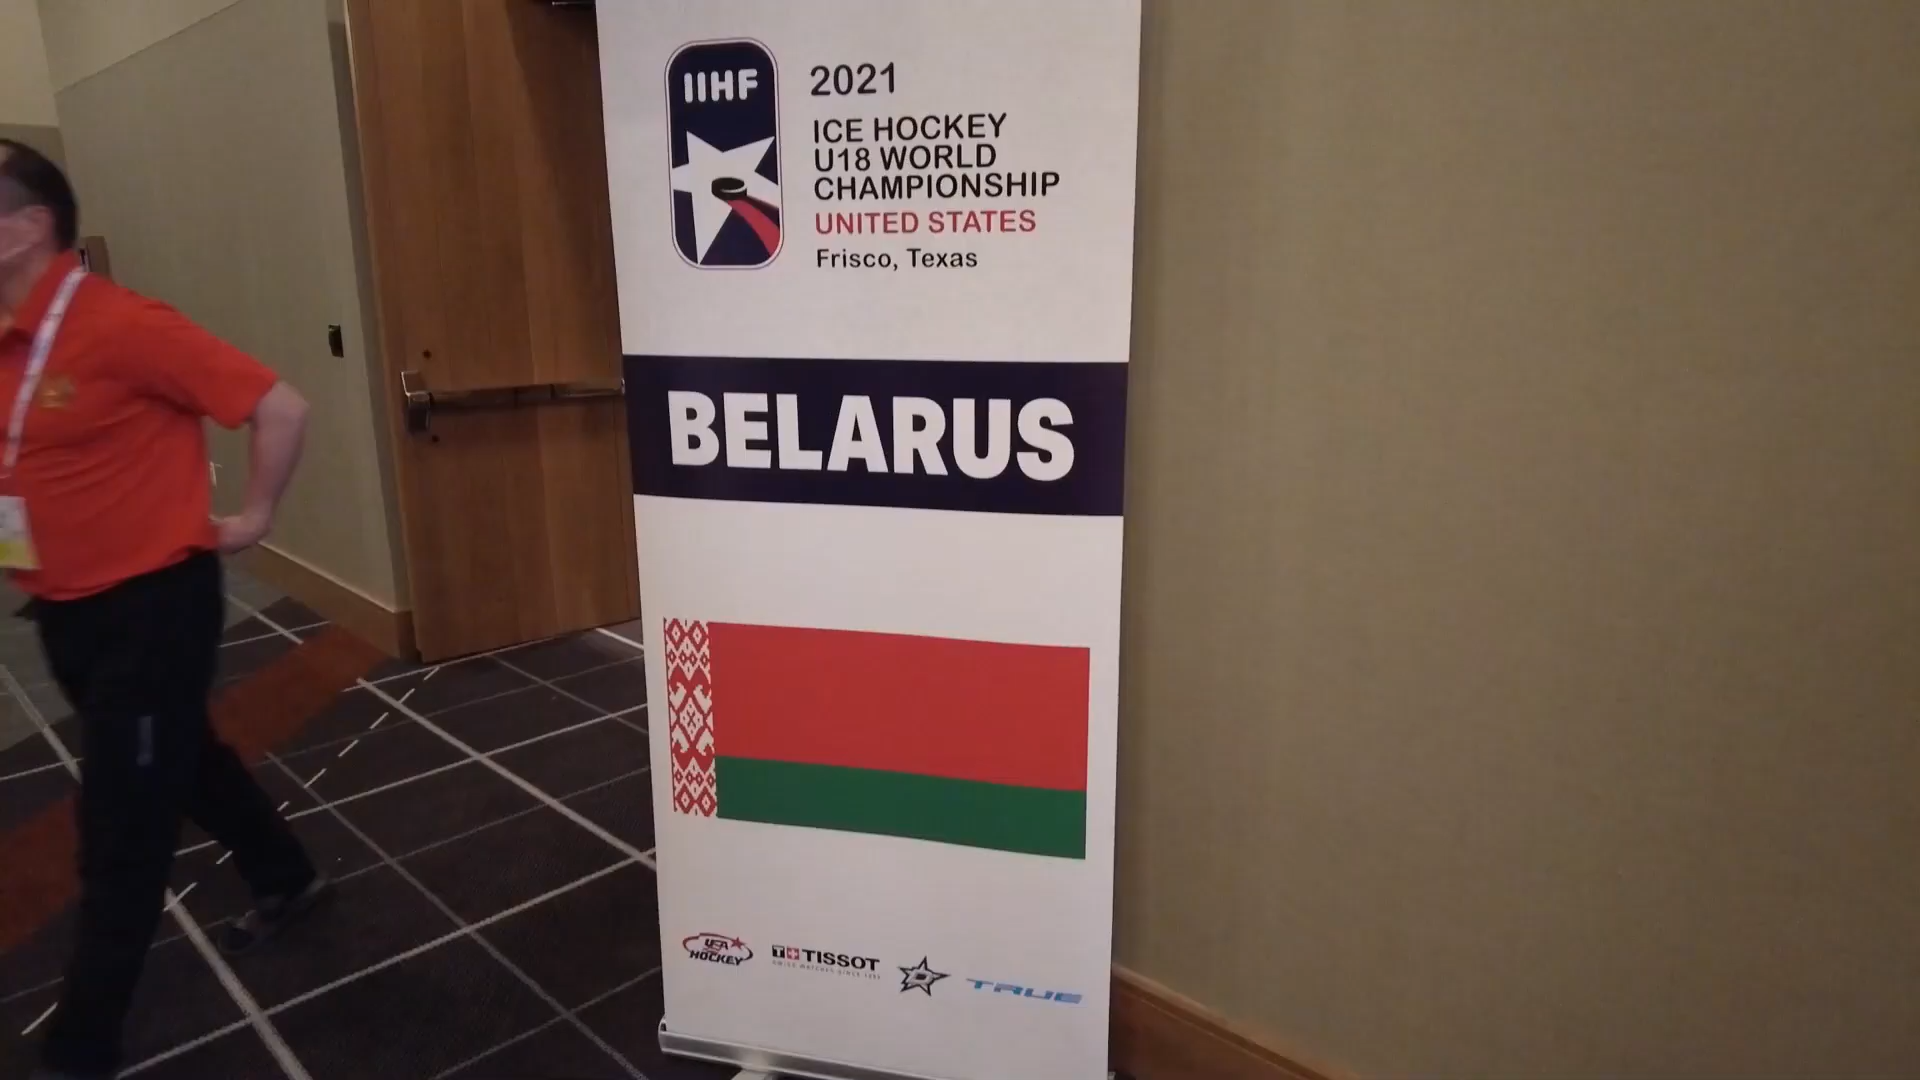 IIHF
2021
ICE HOCKEY
U18 WORLD
CHAMPIONSHIP
UNITED STATES
Frisco, Texas
BELARUS
USA
HOCKEY
T+TISSOT
D
TRUE